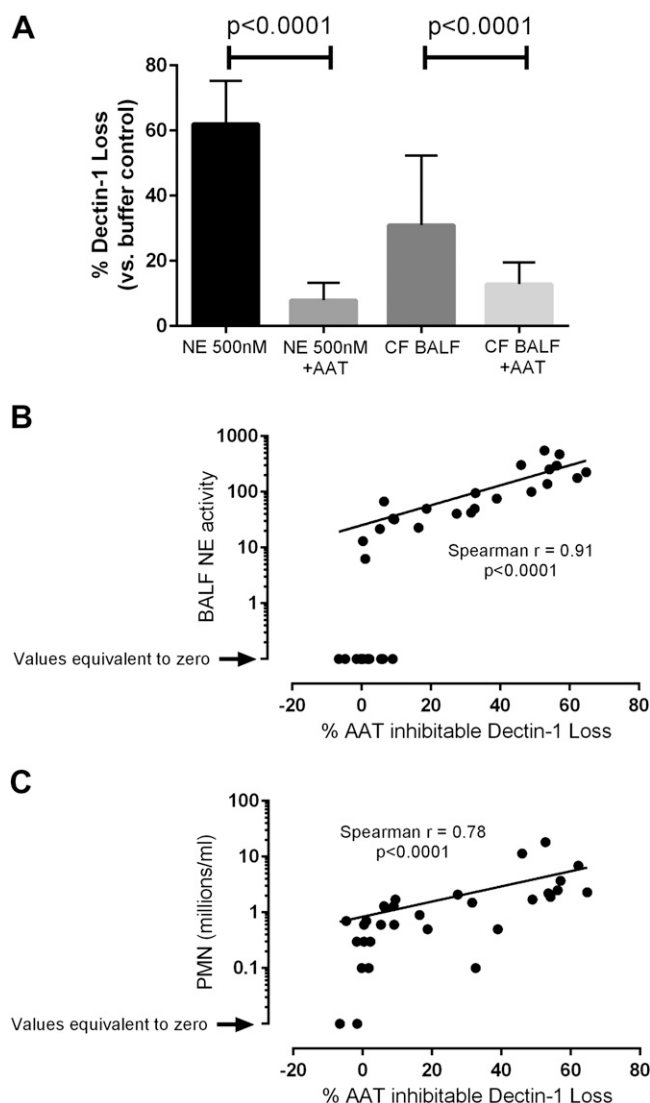 A
p<0.0001 p<0.0001
80
60
40
20
0
% Dectin-1 Loss
(vs. buffer control)
NE 500nM NE 500nM CF BALF CF BALF
+AAT +AAT
B
1000
100
10
1
BALF NE activity
Spearman r = 0.91
p<0.0001
Values equivalent to zero
-20 0 20 40 60 80
% AAT inhibitable Dectin-1 Loss
C
100
10
1
0.1
PMN (millions/ml)
Spearman r = 0.78
p<0.0001
Values equivalent to zero
-20 0 20 40 60 80
% AAT inhibitable Dectin-1 Loss